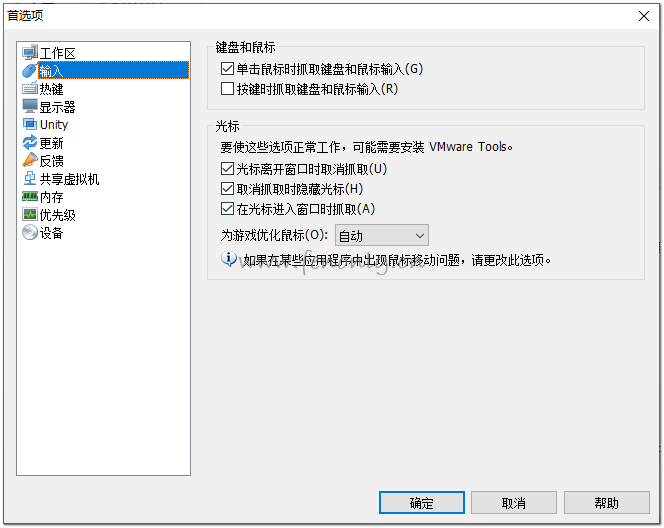 首选项
工作区
输入
热键
显示器
Unity
更新
反馈
共享虚拟机
内存
优先级
设备
键盘和鼠标
单击鼠标时抓取键盘和鼠标输入(G)
按键时抓取键盘和鼠标输入(R)
光标
要使这些选项正常工作，可能需要安装 VMware Tools。
光标离开窗口时取消抓取(U)
取消抓取时隐藏光标(H)
在光标进入窗口时抓取(A)
为游戏优化鼠标(O): 自动
如果在某些应用程序中出现鼠标移动问题，请更改此选项。
确定 取消 帮助